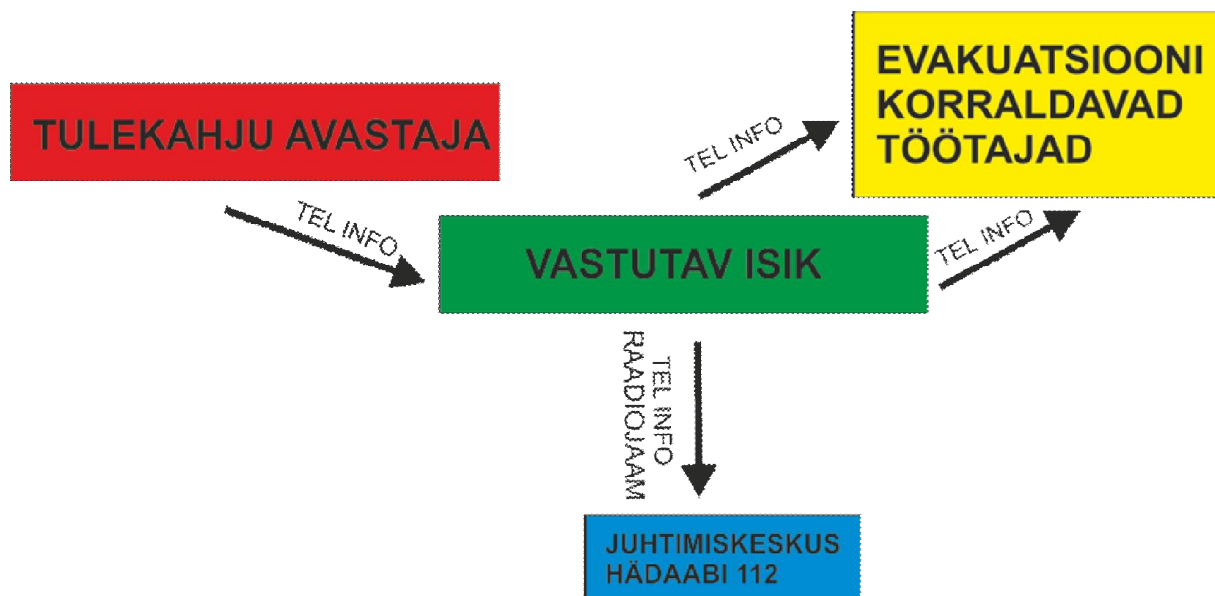 TULEKAHJU AVASTAJA
EVAKUATSIOONI
KORRALDAVAD
TÖÖTAJAD
TEL INFO
TEL INFO
VASTUTAV ISIK
TEL INFO
TEL INFO
RAADIOJAAM
JUHTIMISKESKUS
HÄDAABI 112